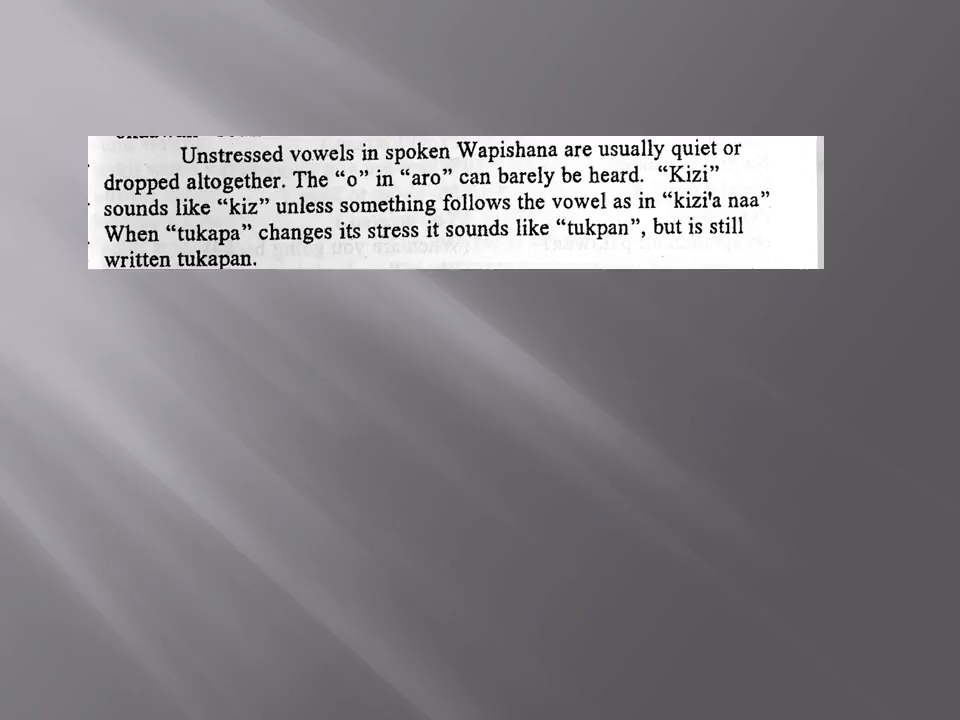 Unstressed vowels in spoken Wapishana are usually quiet or
dropped altogether. The “o” in “aro” can barely be heard. “Kizi”
sounds like “kiz” unless something follows the vowel as in “kizi'a naa”
When “tukapa” changes its stress it sounds like “tukpan”, but is still
written tukapan.